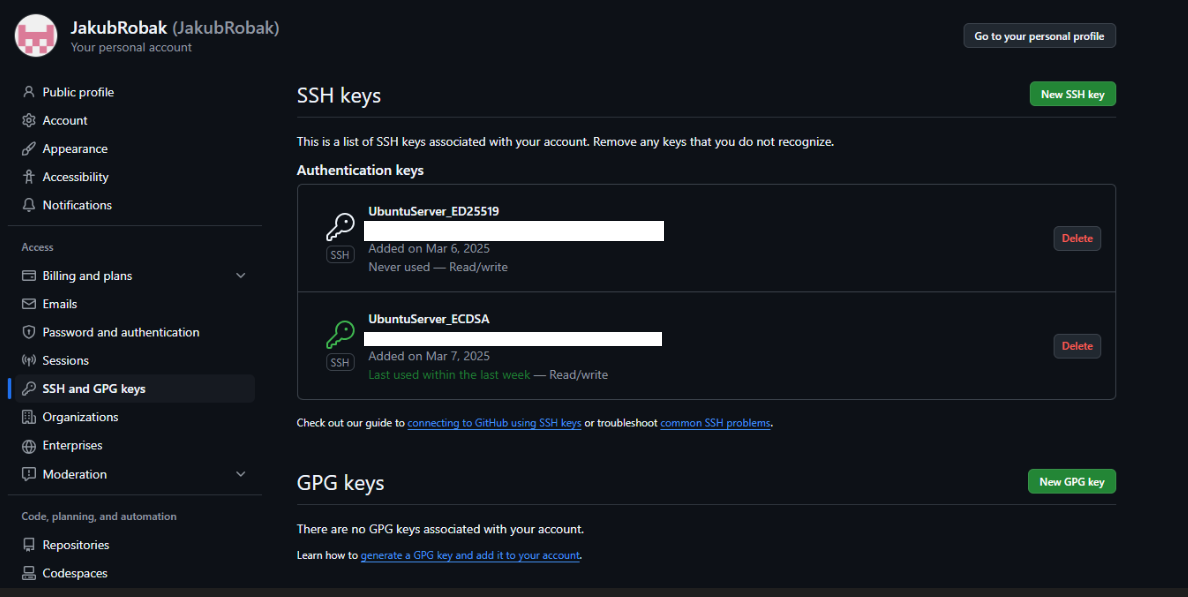 JakubRobak (JakubRobak)
Your personal account
Go to your personal profile
Public profile
Account
Appearance
Accessibility
Notifications
Access
Billing and plans
Emails
Password and authentication
Sessions
SSH and GPG keys
Organizations
Enterprises
Moderation
Code, planning, and automation
Repositories
Codespaces
SSH keys
New SSH key
This is a list of SSH keys associated with your account. Remove any keys that you do not recognize.
Authentication keys
UbuntuServer_ED25519
SSH
Added on Mar 6, 2025
Never used — Read/write
Delete
UbuntuServer_ECDSA
SSH
Added on Mar 7, 2025
Last used within the last week — Read/write
Delete
Check out our guide to connecting to GitHub using SSH keys or troubleshoot common SSH problems.
GPG keys
New GPG key
There are no GPG keys associated with your account.
Learn how to generate a GPG key and add it to your account.